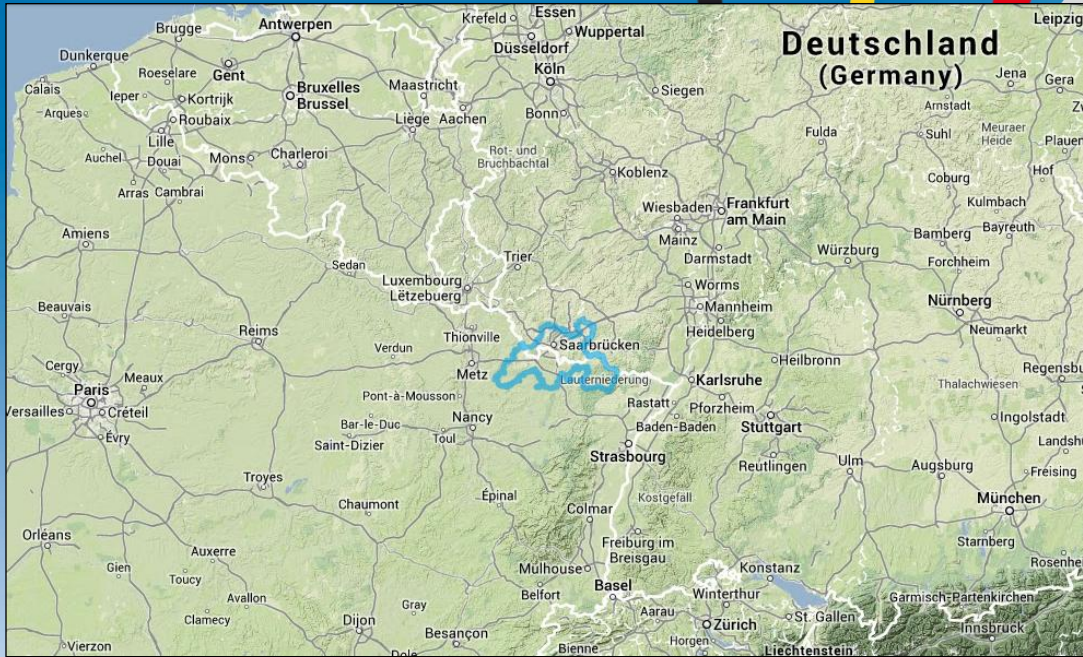 Deutschland
(Germany)
Antwerpen
Brugge
Dunkerque
Calais
Roeselare
Gent
Ieper
Kortrijk
Bruxelles
Brussel
Arques
Roubaix
Lille
Auchel
Douai
Mons
Charleroi
Arras
Cambrai
Amiens
Beauvais
Cergy
Paris
Meaux
Versailles
Créteil
Évry
Krefeld
Essen
Wuppertal
Düsseldorf
Köln
Maastricht
Liège
Aachen
Bonn
Siegen
Rot- und
Bruchbachtal
Koblenz
Leipzig
Jena
Gera
Arnstadt
Suhl
Meuraer
Heide
Plauen
Fulda
Coburg
Hof
Kulmbach
Bayreuth
Bamberg
Forchheim
Wiesbaden
Frankfurt
am Main
Mainz
Darmstadt
Würzburg
Worms
Mannheim
Heidelberg
Nürnberg
Neumarkt
Sedan
Luxembourg
Lëtzebuerg
Trier
Reims
Verdun
Thionville
Metz
Saarbrücken
Lauterniederung
Karlsruhe
Heilbronn
Rastatt
Pforzheim
Baden-Baden
Stuttgart
Thalachwiesen
Regensbu
Ingolstadt
Landshu
Freising
Pont-à-Mousson
Bar-le-Duc
Nancy
Saint-Dizier
Toul
Strasbourg
Reutlingen
Ulm
Augsburg
München
Starnberg
Rosenhe
Troyes
Chaumont
Épinal
Colmar
Kostgefäll
Freiburg im
Breisgau
Mulhouse
Orléans
Gien
Auxerre
Toucy
Avallon
Clamecy
Vierzon
Dijon
Gray
Besançon
Dole
Belfort
Basel
Konstanz
Winterthur
Aarau
Zürich
St. Gallen
Bienne
Horgen
Liechtenstein
Garmisch-Partenkirchen
Innsbruck